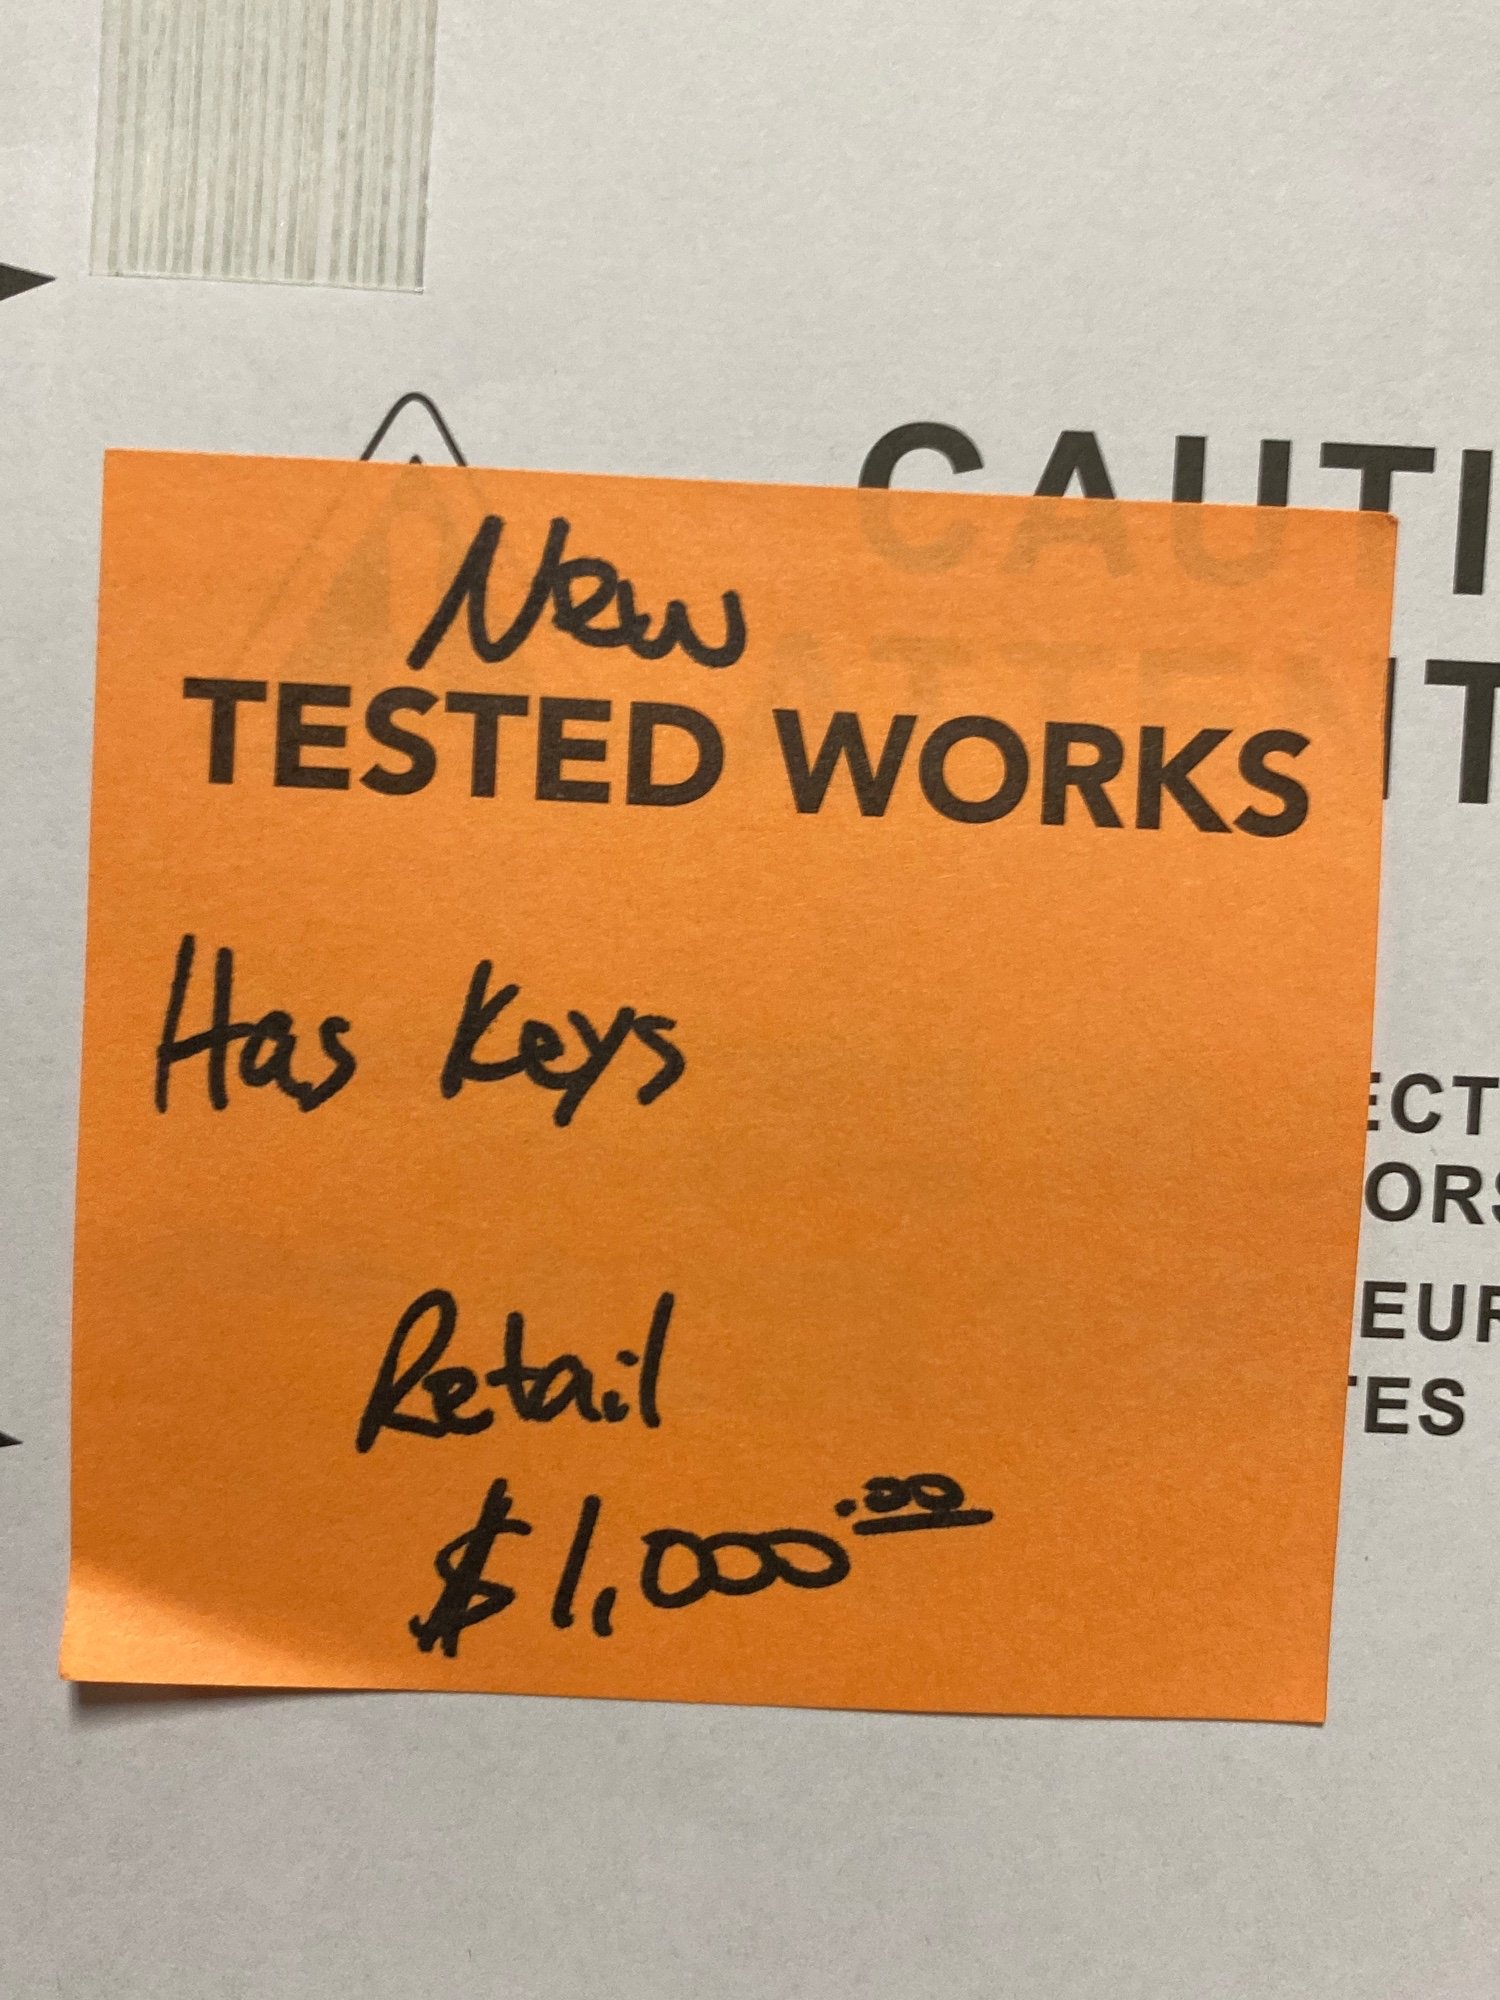 CAUTI
New
TESTED WORKS
Has Keys
ECT
ORS
EUR
TES
Retail
$1,000.00